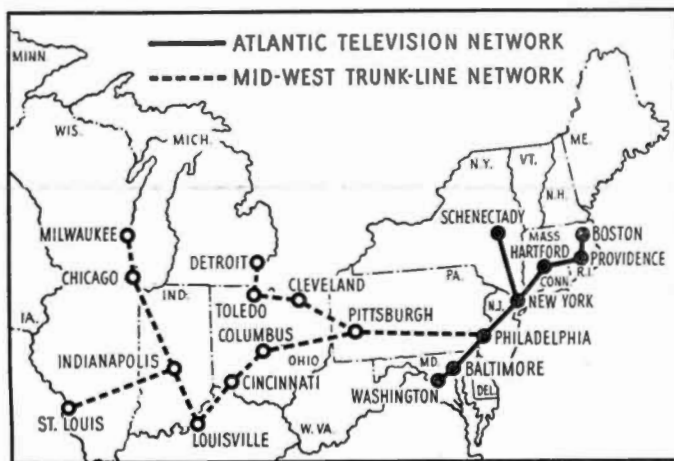 ATLANTIC TELEVISION NETWORK
MID-WEST TRUNK-LINE NETWORK
MINN.
WIS.
MICH.
ME.
N.Y.
VT.
N.H.
SCHENECTADY
MILWAUKEE
MASS
BOSTON
HARTFORD
DETROIT
PROVIDENCE
R.I.
CHICAGO
PA.
CONN.
IND.
CLEVELAND
N.J.
NEW YORK
TOLEDO
IA.
PITTSBURGH
COLUMBUS
PHILADELPHIA
OHIO
INDIANAPOLIS
MD.
BALTIMORE
CINCINNATI
WASHINGTON
DEL.
ST. LOUIS
LOUISVILLE
W. VA.